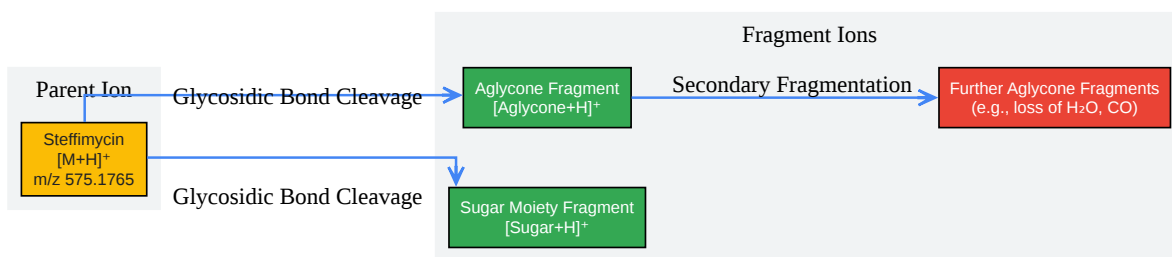 Parent Ion
Steffimycin
[M+H]⁺
m/z 575.1765
Glycosidic Bond Cleavage
Glycosidic Bond Cleavage
Fragment Ions
Aglycone Fragment
[Aglycone+H]⁺
Secondary Fragmentation
Further Aglycone Fragments
(e.g., loss of H₂O, CO)
Sugar Moiety Fragment
[Sugar+H]⁺